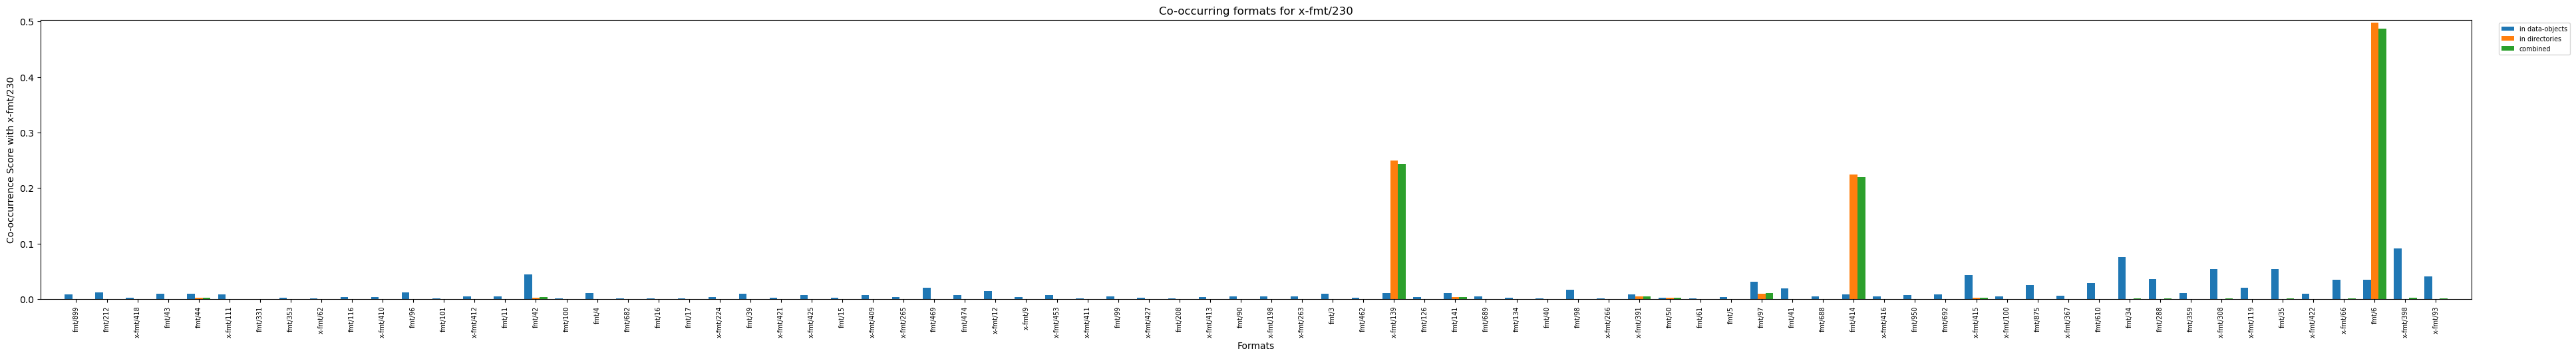 Co-occurring formats for x-fmt/230
in data-objects
in directories
combined
Co-occurrence Score with x-fmt/230
0.5
0.4
0.3
0.2
0.1
0.0
fmt/899
fmt/212
x-fmt/418
fmt/43
fmt/44
x-fmt/111
fmt/331
fmt/353
x-fmt/62
fmt/116
x-fmt/410
fmt/96
fmt/101
x-fmt/412
fmt/11
fmt/42
fmt/100
fmt/4
fmt/682
fmt/16
fmt/17
x-fmt/224
fmt/39
x-fmt/421
x-fmt/425
fmt/15
x-fmt/409
x-fmt/265
fmt/469
fmt/474
x-fmt/12
x-fmt/9
x-fmt/453
x-fmt/411
fmt/99
x-fmt/427
fmt/208
x-fmt/413
fmt/90
x-fmt/198
x-fmt/263
fmt/3
fmt/462
x-fmt/139
fmt/126
fmt/141
fmt/689
fmt/134
fmt/40
fmt/98
x-fmt/266
x-fmt/391
fmt/50
fmt/61
fmt/5
fmt/97
fmt/41
fmt/688
fmt/414
x-fmt/416
fmt/950
fmt/692
x-fmt/415
x-fmt/100
fmt/875
x-fmt/367
fmt/610
fmt/34
fmt/288
fmt/359
x-fmt/308
x-fmt/119
fmt/35
x-fmt/422
x-fmt/66
fmt/6
x-fmt/398
x-fmt/93
Formats